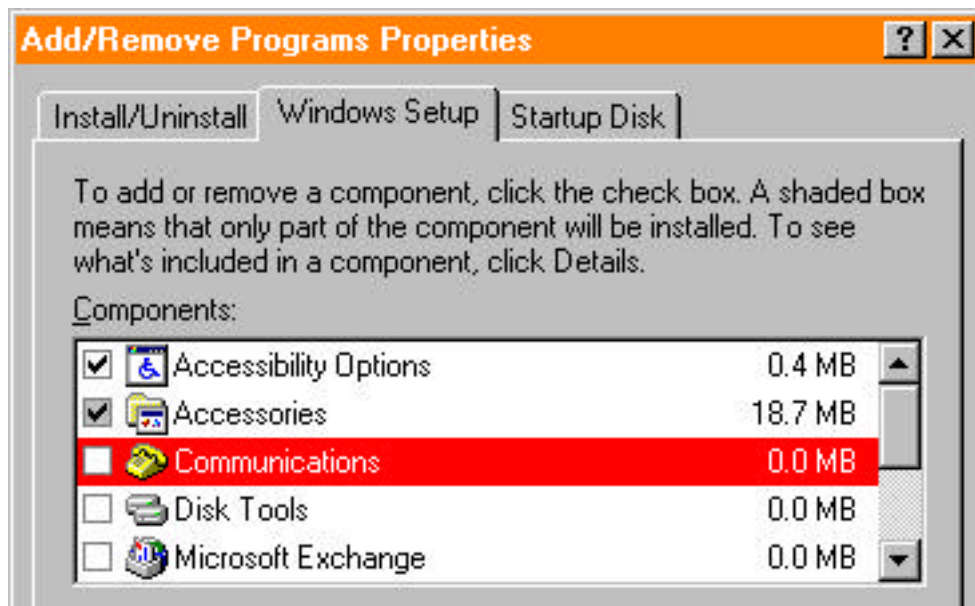 Add/Remove Programs Properties
Install/Uninstall Windows Setup Startup Disk
To add or remove a component, click the check box. A shaded box
means that only part of the component will be installed. To see
what's included in a component, click Details.
Components:
Accessibility Options 0.4 MB
Accessories 18.7 MB
Communications 0.0 MB
Disk Tools 0.0 MB
Microsoft Exchange 0.0 MB